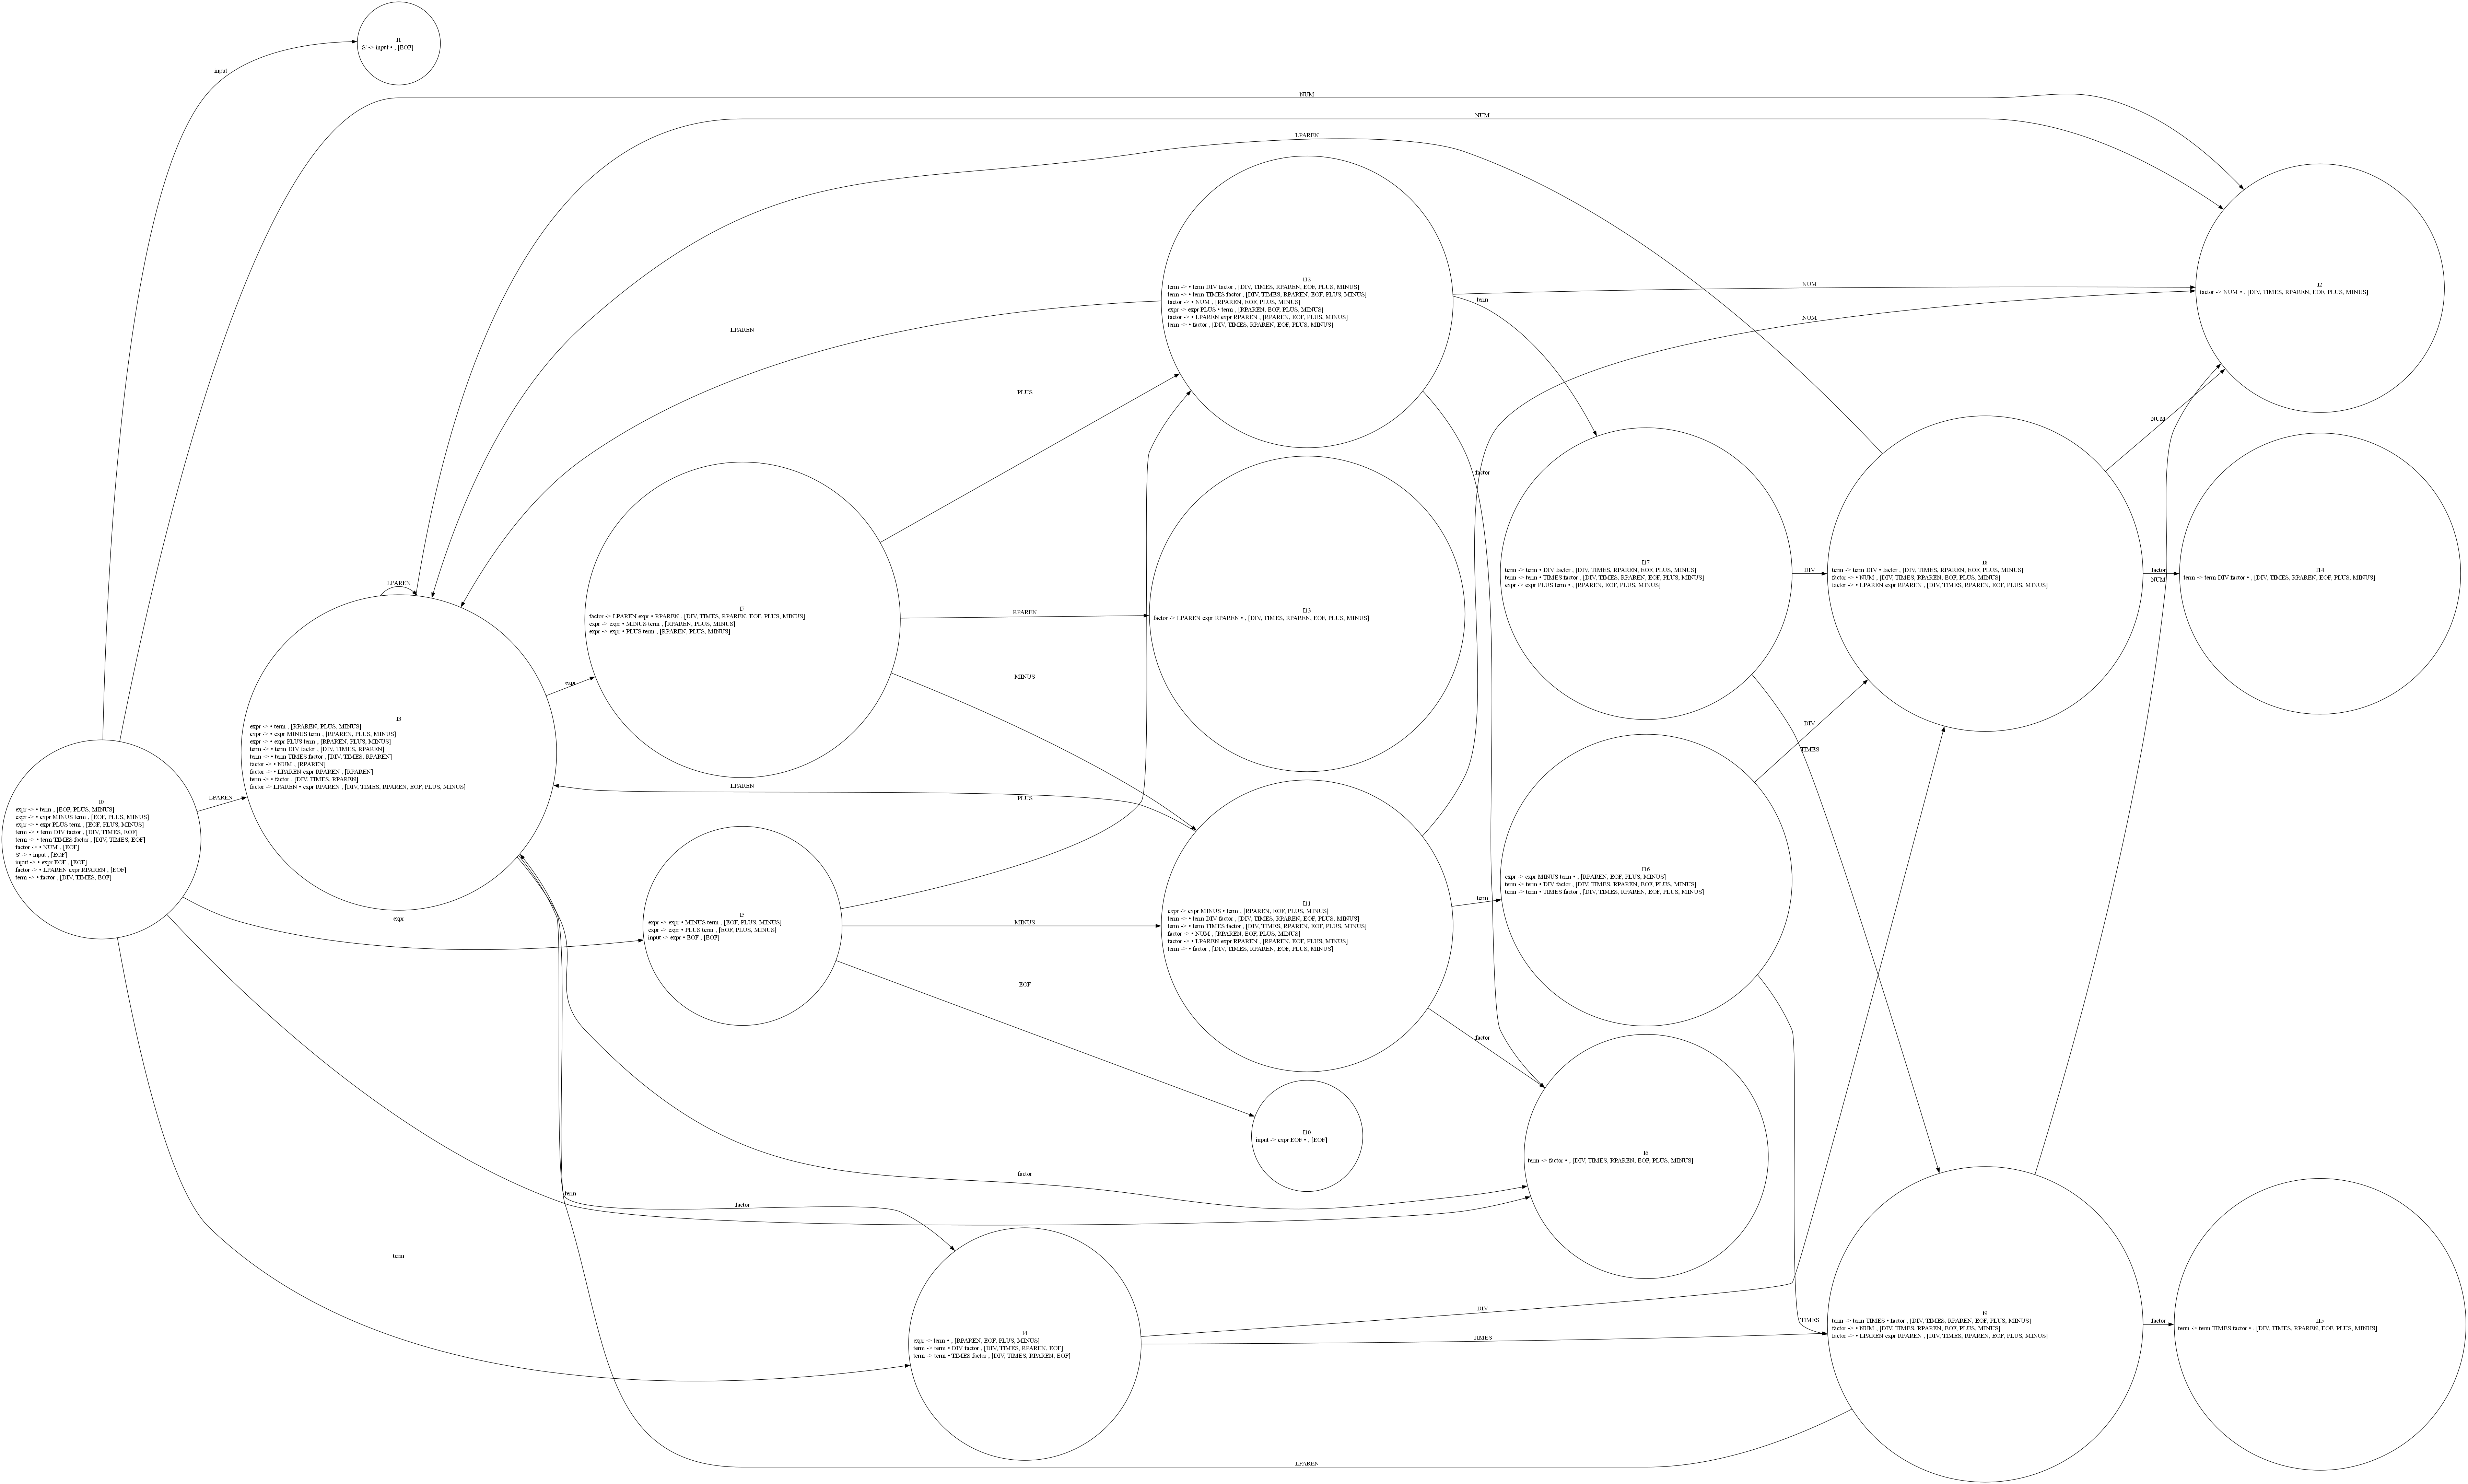 I1
S' -> input • , [EOF]
input
NUM
NUM
LPAREN
I12
term -> • term DIV factor , [DIV, TIMES, RPAREN, EOF, PLUS, MINUS]
term -> • term TIMES factor , [DIV, TIMES, RPAREN, EOF, PLUS, MINUS]
factor -> • NUM , [RPAREN, EOF, PLUS, MINUS]
expr -> expr PLUS • term , [RPAREN, EOF, PLUS, MINUS]
factor -> • LPAREN expr RPAREN , [RPAREN, EOF, PLUS, MINUS]
term -> • factor , [DIV, TIMES, RPAREN, EOF, PLUS, MINUS]
NUM
term
I2
factor -> NUM • , [DIV, TIMES, RPAREN, EOF, PLUS, MINUS]
NUM
LPAREN
PLUS
NUM
factor
I17
term -> term • DIV factor , [DIV, TIMES, RPAREN, EOF, PLUS, MINUS]
term -> term • TIMES factor , [DIV, TIMES, RPAREN, EOF, PLUS, MINUS]
expr -> expr PLUS term • , [RPAREN, EOF, PLUS, MINUS]
DIV
I8
term -> term DIV • factor , [DIV, TIMES, RPAREN, EOF, PLUS, MINUS]
factor -> • NUM , [DIV, TIMES, RPAREN, EOF, PLUS, MINUS]
factor -> • LPAREN expr RPAREN , [DIV, TIMES, RPAREN, EOF, PLUS, MINUS]
factor
NUM
I14
term -> term DIV factor • , [DIV, TIMES, RPAREN, EOF, PLUS, MINUS]
LPAREN
I7
factor -> LPAREN expr • RPAREN , [DIV, TIMES, RPAREN, EOF, PLUS, MINUS]
expr -> expr • MINUS term , [RPAREN, PLUS, MINUS]
expr -> expr • PLUS term , [RPAREN, PLUS, MINUS]
RPAREN
I13
factor -> LPAREN expr RPAREN • , [DIV, TIMES, RPAREN, EOF, PLUS, MINUS]
expr
MINUS
I3
expr -> • term , [RPAREN, PLUS, MINUS]
expr -> • expr MINUS term , [RPAREN, PLUS, MINUS]
expr -> • expr PLUS term , [RPAREN, PLUS, MINUS]
term -> • term DIV factor , [DIV, TIMES, RPAREN]
term -> • term TIMES factor , [DIV, TIMES, RPAREN]
factor -> • NUM , [RPAREN]
factor -> • LPAREN expr RPAREN , [RPAREN]
term -> • factor , [DIV, TIMES, RPAREN]
factor -> LPAREN • expr RPAREN , [DIV, TIMES, RPAREN, EOF, PLUS, MINUS]
DIV
TIMES
LPAREN
PLUS
LPAREN
I0
expr -> • term , [EOF, PLUS, MINUS]
expr -> • expr MINUS term , [EOF, PLUS, MINUS]
expr -> • expr PLUS term , [EOF, PLUS, MINUS]
term -> • term DIV factor , [DIV, TIMES, EOF]
term -> • term TIMES factor , [DIV, TIMES, EOF]
factor -> • NUM , [EOF]
S' -> • input , [EOF]
input -> • expr EOF , [EOF]
factor -> • LPAREN expr RPAREN , [EOF]
term -> • factor , [DIV, TIMES, EOF]
expr
I5
expr -> expr • MINUS term , [EOF, PLUS, MINUS]
expr -> expr • PLUS term , [EOF, PLUS, MINUS]
input -> expr • EOF , [EOF]
MINUS
I11
expr -> expr MINUS • term , [RPAREN, EOF, PLUS, MINUS]
term -> • term DIV factor , [DIV, TIMES, RPAREN, EOF, PLUS, MINUS]
term -> • term TIMES factor , [DIV, TIMES, RPAREN, EOF, PLUS, MINUS]
factor -> • NUM , [RPAREN, EOF, PLUS, MINUS]
factor -> • LPAREN expr RPAREN , [RPAREN, EOF, PLUS, MINUS]
term -> • factor , [DIV, TIMES, RPAREN, EOF, PLUS, MINUS]
term
I16
expr -> expr MINUS term • , [RPAREN, EOF, PLUS, MINUS]
term -> term • DIV factor , [DIV, TIMES, RPAREN, EOF, PLUS, MINUS]
term -> term • TIMES factor , [DIV, TIMES, RPAREN, EOF, PLUS, MINUS]
EOF
factor
I10
input -> expr EOF • , [EOF]
I6
term -> factor • , [DIV, TIMES, RPAREN, EOF, PLUS, MINUS]
factor
term
factor
term
I4
expr -> term • , [RPAREN, EOF, PLUS, MINUS]
term -> term • DIV factor , [DIV, TIMES, RPAREN, EOF]
term -> term • TIMES factor , [DIV, TIMES, RPAREN, EOF]
DIV
TIMES
TIMES
I9
term -> term TIMES • factor , [DIV, TIMES, RPAREN, EOF, PLUS, MINUS]
factor -> • NUM , [DIV, TIMES, RPAREN, EOF, PLUS, MINUS]
factor -> • LPAREN expr RPAREN , [DIV, TIMES, RPAREN, EOF, PLUS, MINUS]
factor
I15
term -> term TIMES factor • , [DIV, TIMES, RPAREN, EOF, PLUS, MINUS]
LPAREN